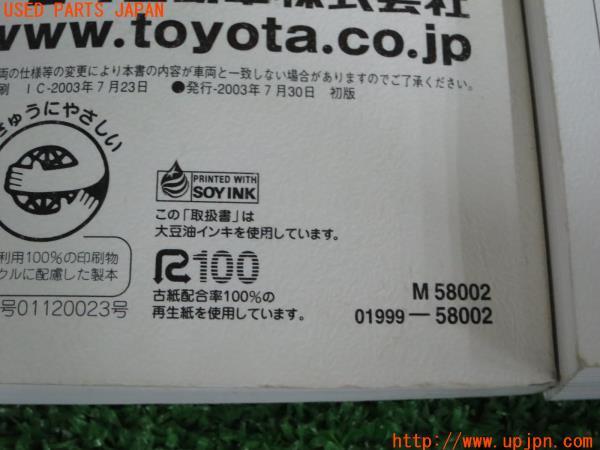 USED PARTS JAPAN
自動車株式会社
www.toyota.co.jp
両の仕様等の変更により本書の内容が車両と一致しない場合がありますのでご了承ください。
刷 IC-2003年7月23日 ●発行-2003年7月30日 初版
きゅうにやさしい
PRINTED WITH
SOY INK
この「取扱書」は
大豆油インキを使用しています。
利用100%の印刷物
クルに配慮した製本
号01120023号
R100
古紙配合率100%の
再生紙を使用しています。
M 58002
01999-58002
http://www.upjpn.com/